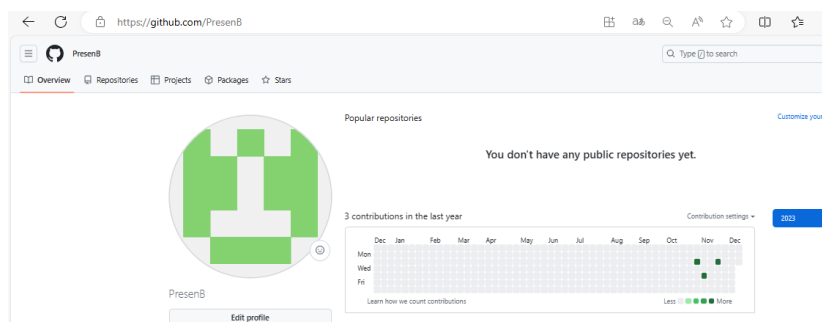 https://github.com/PresenB
PresenB
Type / to search
Overview Repositories Projects Packages Stars
Popular repositories
Customize your
You don't have any public repositories yet.
3 contributions in the last year
Contribution settings
2023
Dec Jan Feb Mar Apr May Jun Jul Aug Sep Oct Nov Dec
Mon
Wed
Fri
Learn how we count contributions
Less More
PresenB
Edit profile